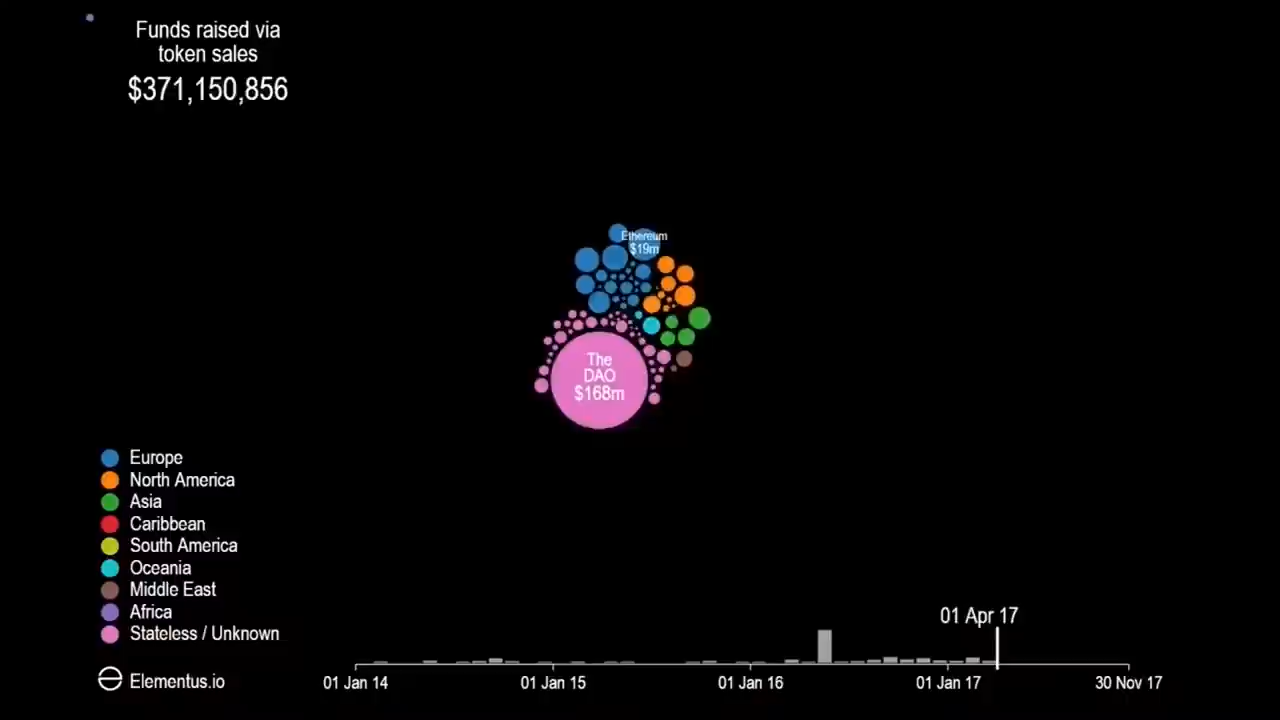 Funds raised via
token sales
$371,150,856
Ethereum
$19m
The
DAO
$168m
Europe
North America
Asia
Caribbean
South America
Oceania
Middle East
Africa
Stateless / Unknown
Elementus.io
01 Apr 17
01 Jan 14
01 Jan 15
01 Jan 16
01 Jan 17
30 Nov 17